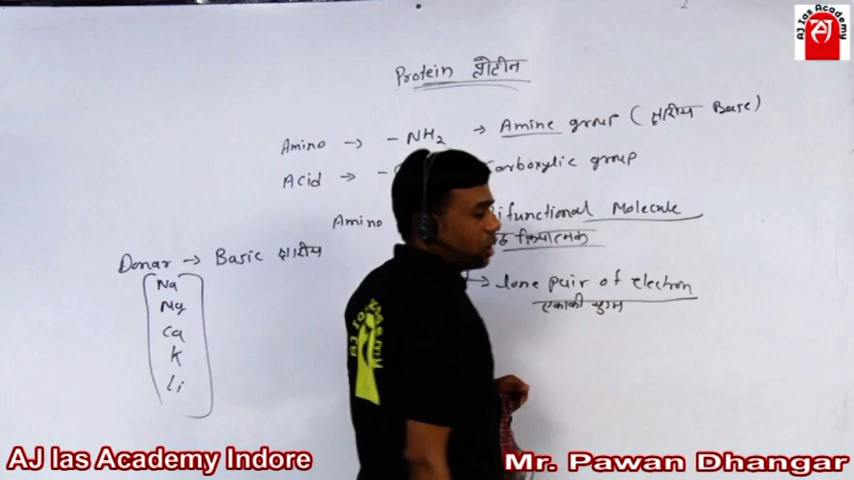 AJ Ias Academy
AJ
Protein प्रोटीन
Amino → - NH2 → Amine group ( क्षारीय Base)
Acid → - Carboxylic group
Amino ifunctional Molecule
क्रियात्मक
Donar → Basic क्षारीय
Na
Mg
Ca
K
Li
→ lone pair of electron
एकाकी युग्म
AJ Ias Academy Indore
Mr. Pawan Dhangar